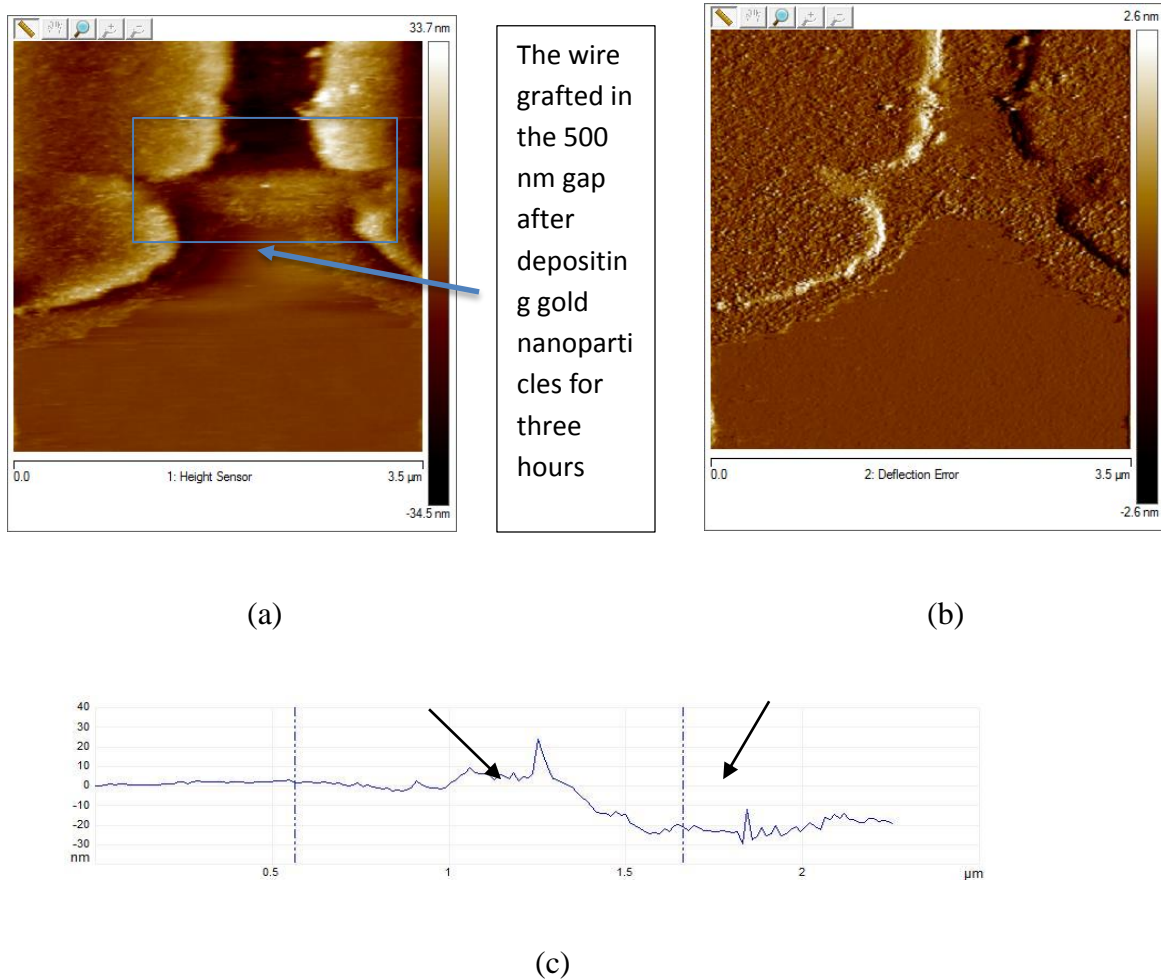 33.7 nm
0.0
1: Height Sensor
3.5 µm
-34.5 nm
The wire
grafted in
the 500
nm gap
after
depositin
g gold
nanoparti
cles for
three
hours
2.6 nm
0.0
2: Deflection Error
3.5 µm
-2.6 nm
(a)
(b)
40
30
20
10
0
-10
-20
-30
nm
0.5
1
1.5
2
µm
(c)